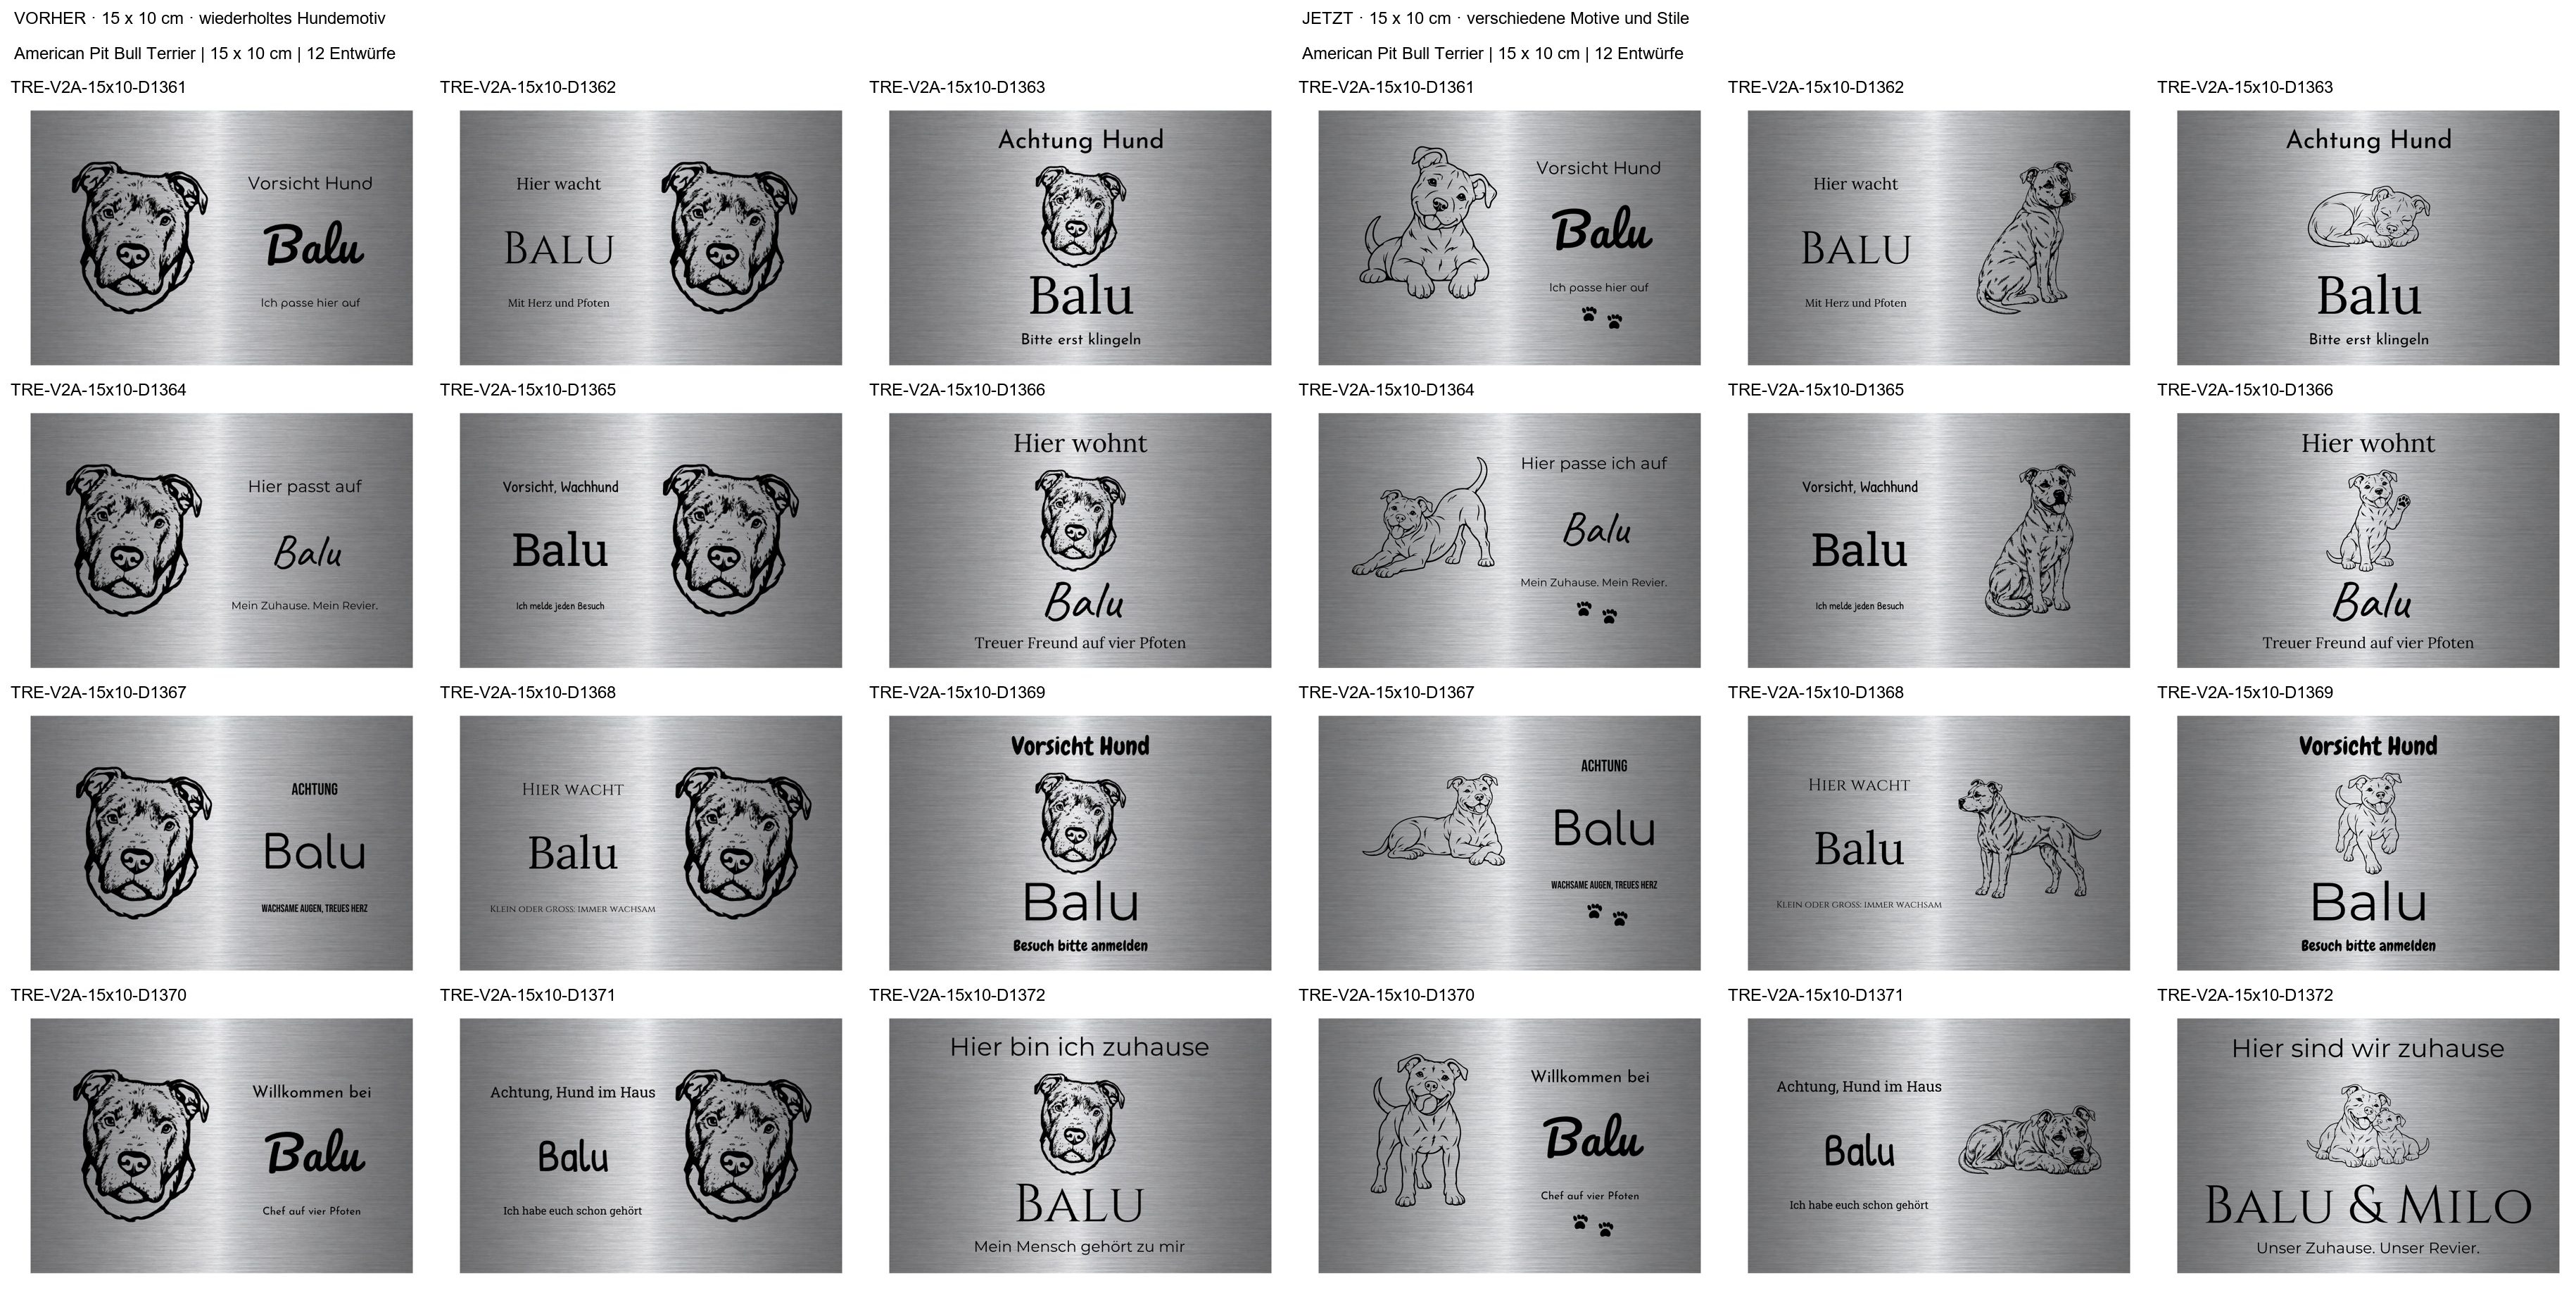 VORHER · 15 x 10 cm · wiederholtes Hundemotiv
American Pit Bull Terrier | 15 x 10 cm | 12 Entwürfe
TRE-V2A-15x10-D1361
Vorsicht Hund
Balu
Ich passe hier auf
TRE-V2A-15x10-D1362
Hier wacht
BALU
Mit Herz und Pfoten
TRE-V2A-15x10-D1363
Achtung Hund
Balu
Bitte erst klingeln
TRE-V2A-15x10-D1364
Hier passt auf
Balu
Mein Zuhause. Mein Revier.
TRE-V2A-15x10-D1365
Vorsicht, Wachhund
Balu
Ich melde jeden Besuch
TRE-V2A-15x10-D1366
Hier wohnt
Balu
Treuer Freund auf vier Pfoten
TRE-V2A-15x10-D1367
ACHTUNG
Balu
WACHSAME AUGEN, TREUES HERZ
TRE-V2A-15x10-D1368
HIER WACHT
Balu
KLEIN ODER GROSS: IMMER WACHSAM
TRE-V2A-15x10-D1369
Vorsicht Hund
Balu
Besuch bitte anmelden
TRE-V2A-15x10-D1370
Willkommen bei
Balu
Chef auf vier Pfoten
TRE-V2A-15x10-D1371
Achtung, Hund im Haus
Balu
Ich habe euch schon gehört
TRE-V2A-15x10-D1372
Hier bin ich zuhause
BALU
Mein Mensch gehört zu mir
JETZT · 15 x 10 cm · verschiedene Motive und Stile
American Pit Bull Terrier | 15 x 10 cm | 12 Entwürfe
TRE-V2A-15x10-D1361
Vorsicht Hund
Balu
Ich passe hier auf
TRE-V2A-15x10-D1362
Hier wacht
BALU
Mit Herz und Pfoten
TRE-V2A-15x10-D1363
Achtung Hund
Balu
Bitte erst klingeln
TRE-V2A-15x10-D1364
Hier passe ich auf
Balu
Mein Zuhause. Mein Revier.
TRE-V2A-15x10-D1365
Vorsicht, Wachhund
Balu
Ich melde jeden Besuch
TRE-V2A-15x10-D1366
Hier wohnt
Balu
Treuer Freund auf vier Pfoten
TRE-V2A-15x10-D1367
ACHTUNG
Balu
WACHSAME AUGEN, TREUES HERZ
TRE-V2A-15x10-D1368
HIER WACHT
Balu
KLEIN ODER GROSS: IMMER WACHSAM
TRE-V2A-15x10-D1369
Vorsicht Hund
Balu
Besuch bitte anmelden
TRE-V2A-15x10-D1370
Willkommen bei
Balu
Chef auf vier Pfoten
TRE-V2A-15x10-D1371
Achtung, Hund im Haus
Balu
Ich habe euch schon gehört
TRE-V2A-15x10-D1372
Hier sind wir zuhause
BALU & MILO
Unser Zuhause. Unser Revier.